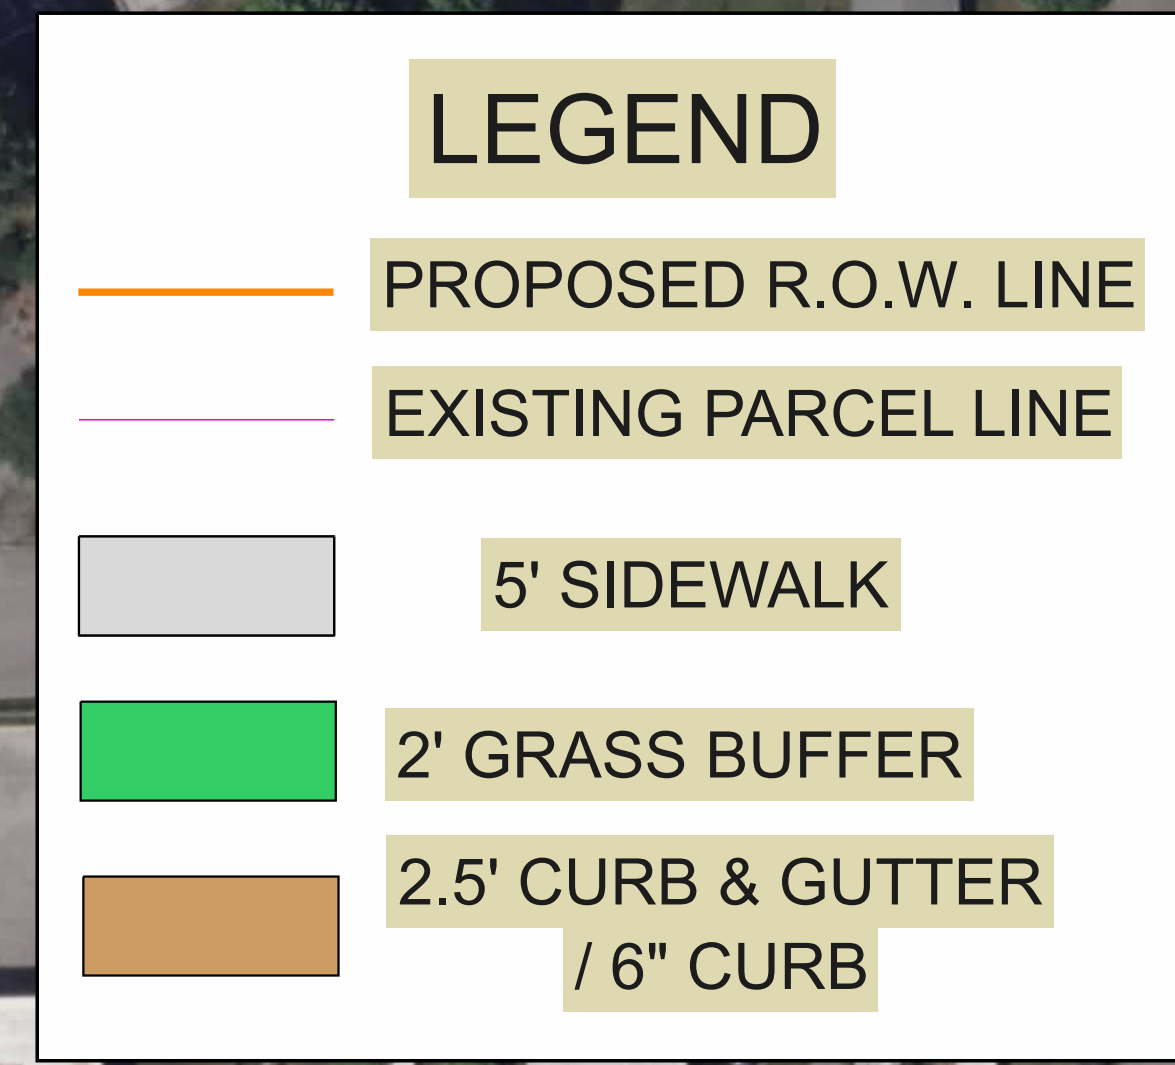 LEGEND
PROPOSED R.O.W. LINE
EXISTING PARCEL LINE
5' SIDEWALK
2' GRASS BUFFER
2.5' CURB & GUTTER
/ 6" CURB